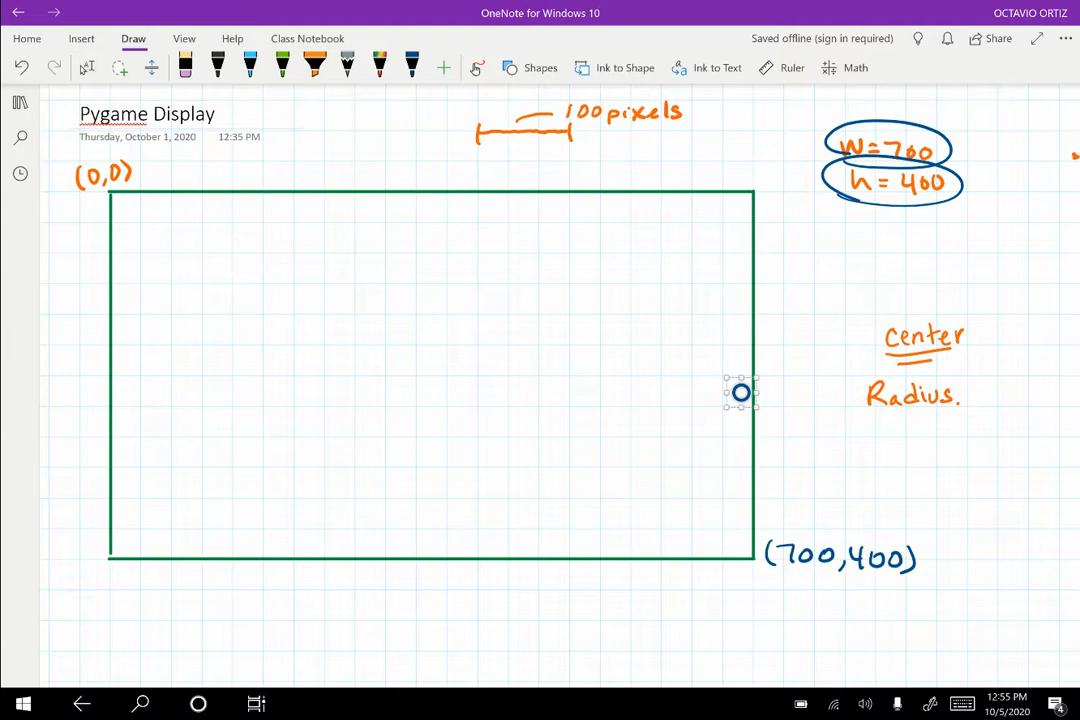 OneNote for Windows 10
OCTAVIO ORTIZ
Home Insert Draw View Help Class Notebook
Saved offline (sign in required) Share
Shapes Ink to Shape Ink to Text Ruler Math
Pygame Display
Thursday, October 1, 2020 12:35 PM
100 pixels
W = 700
h = 400
(0,0)
center
Radius.
(700,400)
12:55 PM
10/5/2020
4